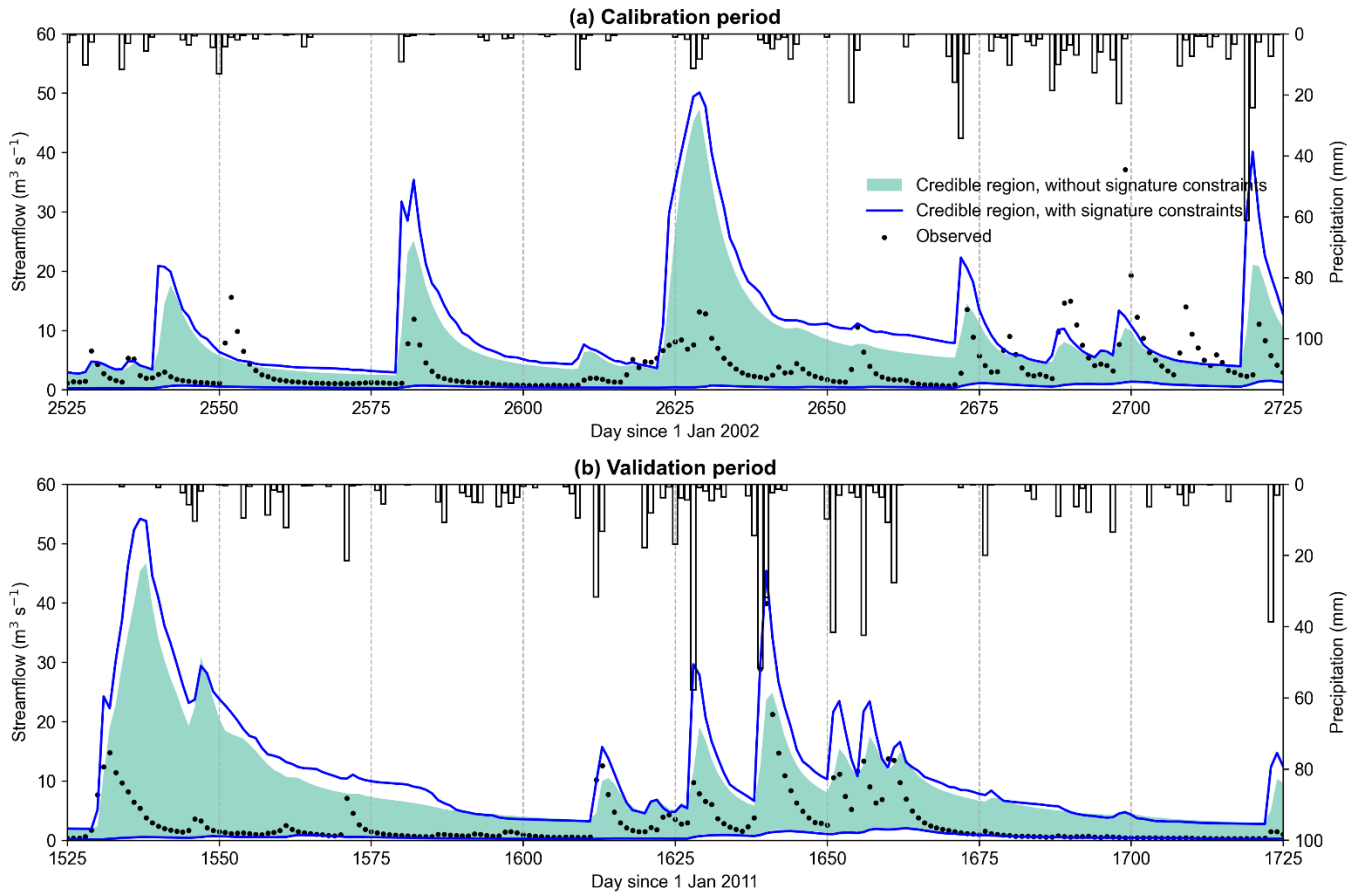 (a) Calibration period
60 50 40 30 20 10 0
Streamflow (m³ s⁻¹)
0 20 40 60 80 100
Precipitation (mm)
Credible region, without signature constraints
Credible region, with signature constraints
Observed
2525 2550 2575 2600 2625 2650 2675 2700 2725
Day since 1 Jan 2002
(b) Validation period
60 50 40 30 20 10 0
Streamflow (m³ s⁻¹)
0 20 40 60 80 100
Precipitation (mm)
1525 1550 1575 1600 1625 1650 1675 1700 1725
Day since 1 Jan 2011